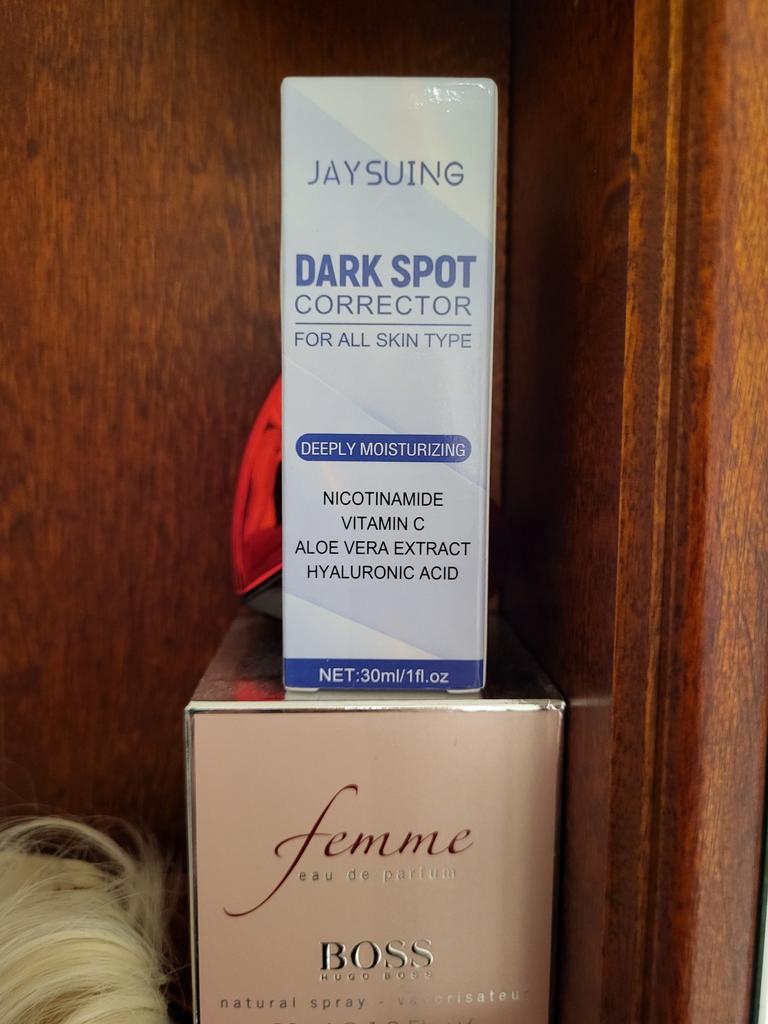 JAYSUING
DARK SPOT
CORRECTOR
FOR ALL SKIN TYPE
DEEPLY MOISTURIZING
NICOTINAMIDE
VITAMIN C
ALOE VERA EXTRACT
HYALURONIC ACID
NET:30ml/1fl.oz
femme
eau de parfum
BOSS
HUGO BOSS
natural spray - vaporisateur